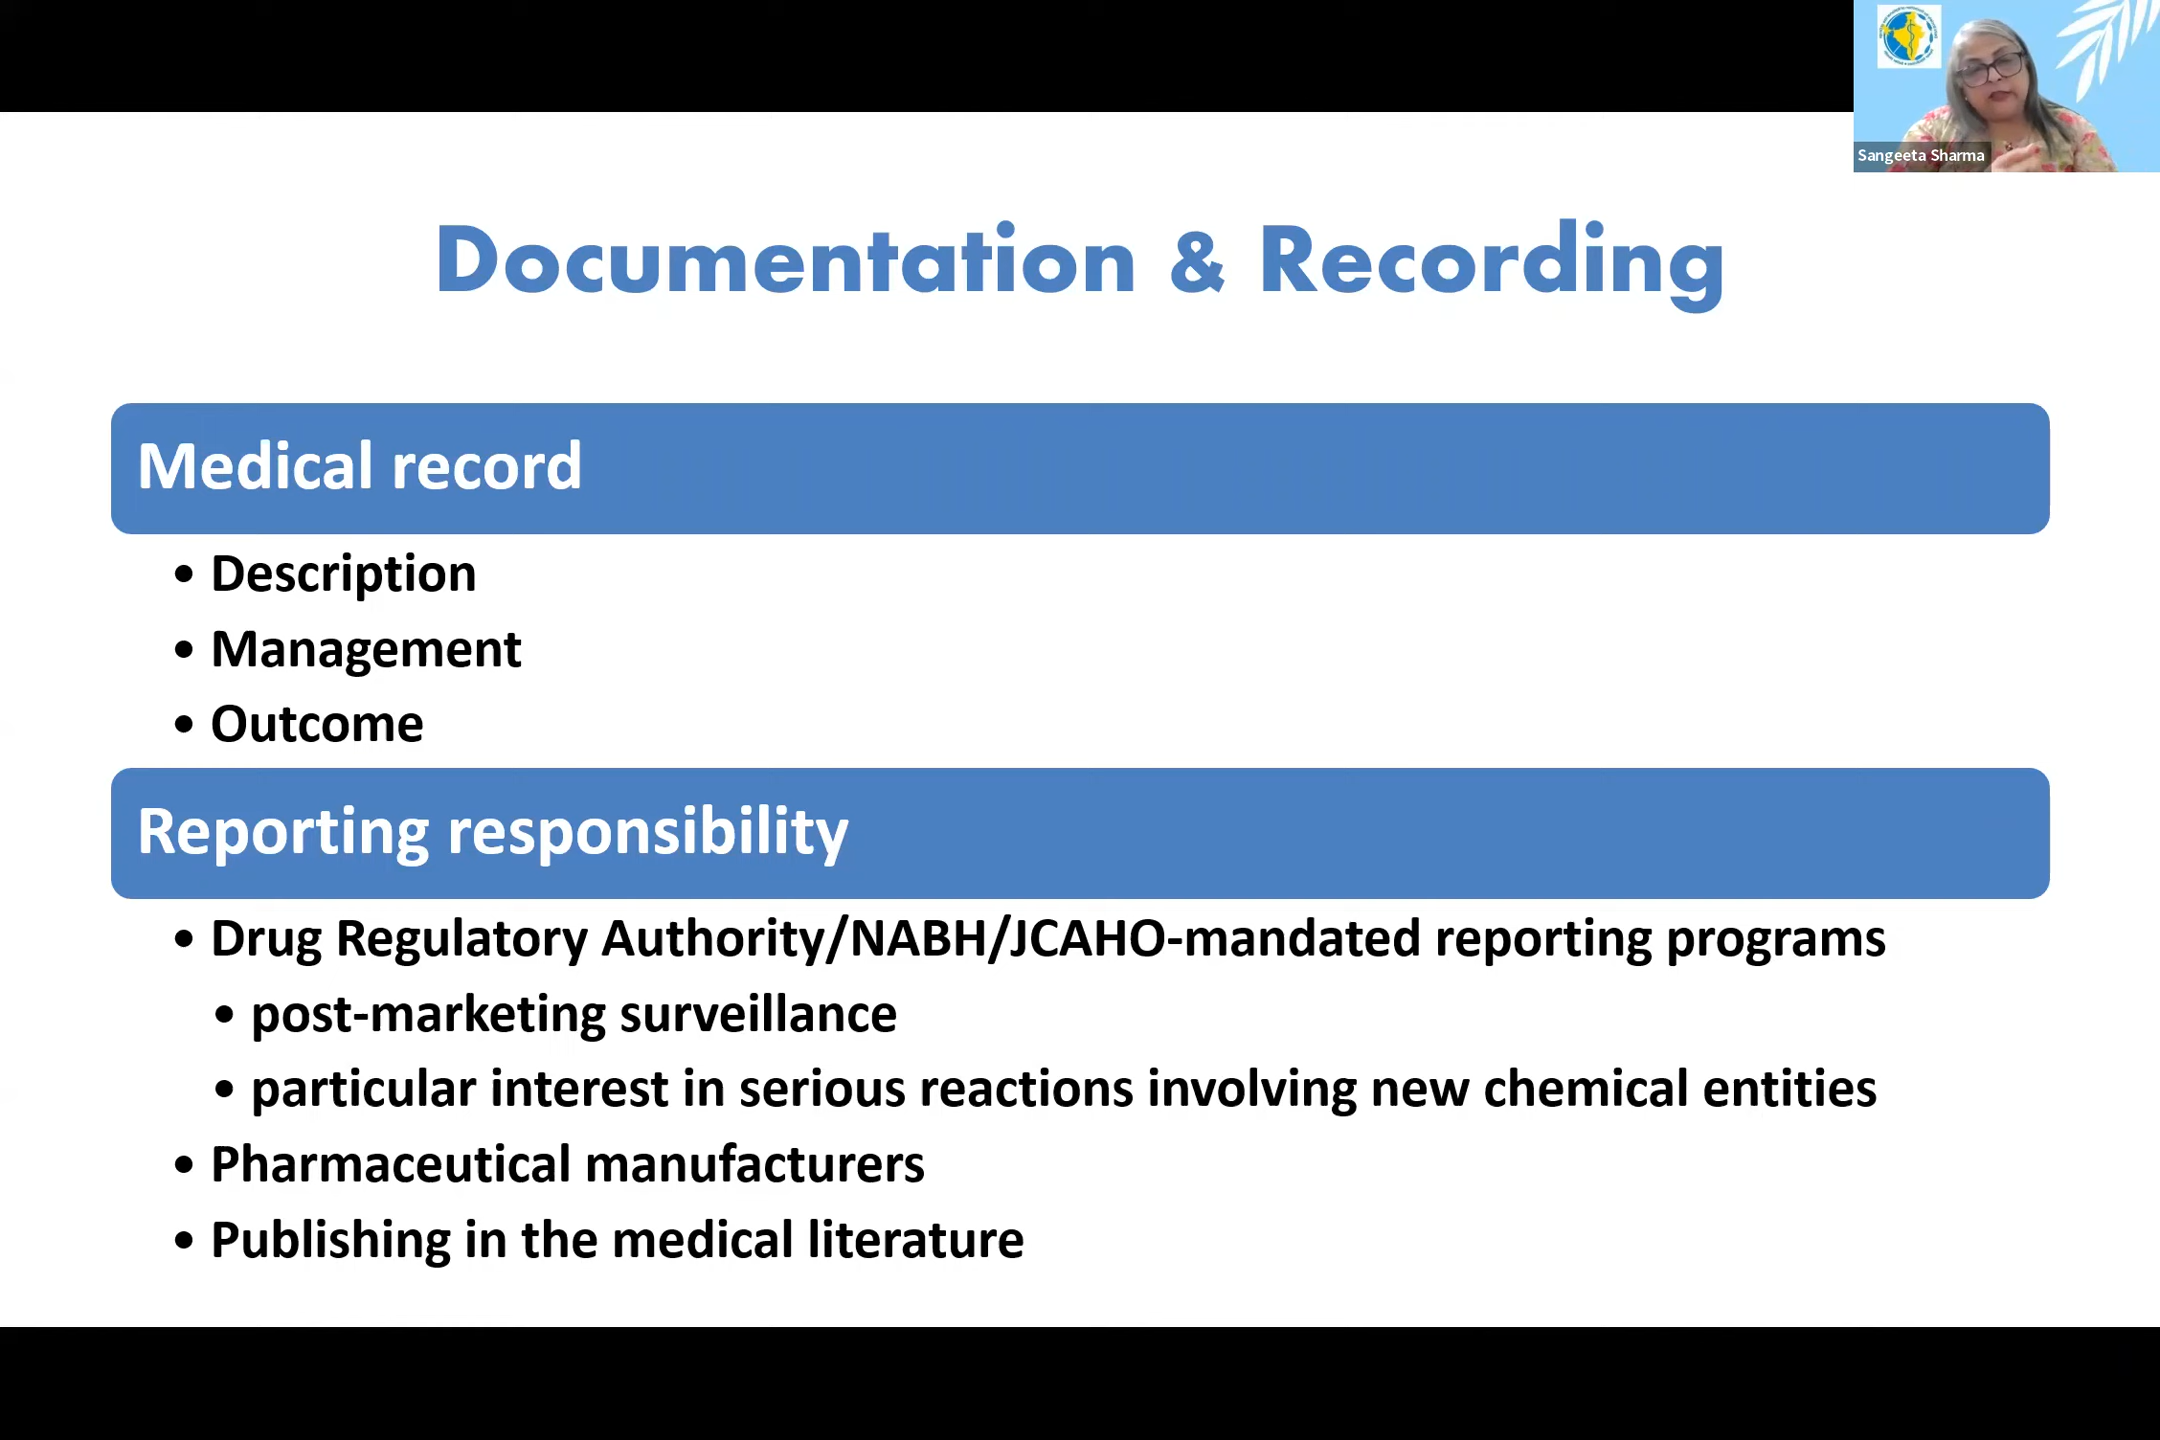 Sangeeta Sharma
Documentation & Recording
Medical record
• Description
• Management
• Outcome
Reporting responsibility
• Drug Regulatory Authority/NABH/JCAHO-mandated reporting programs
• post-marketing surveillance
• particular interest in serious reactions involving new chemical entities
• Pharmaceutical manufacturers
• Publishing in the medical literature